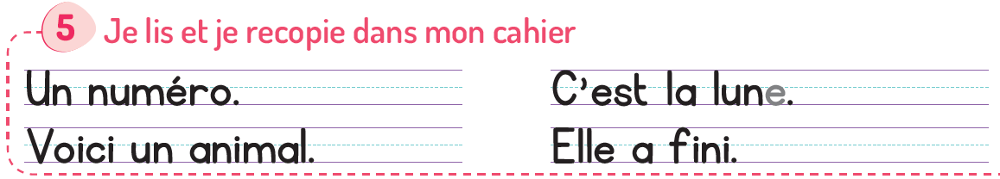 5 Je lis et je recopie dans mon cahier
Un numéro.
C'est la lune.
Voici un animal.
Elle a fini.